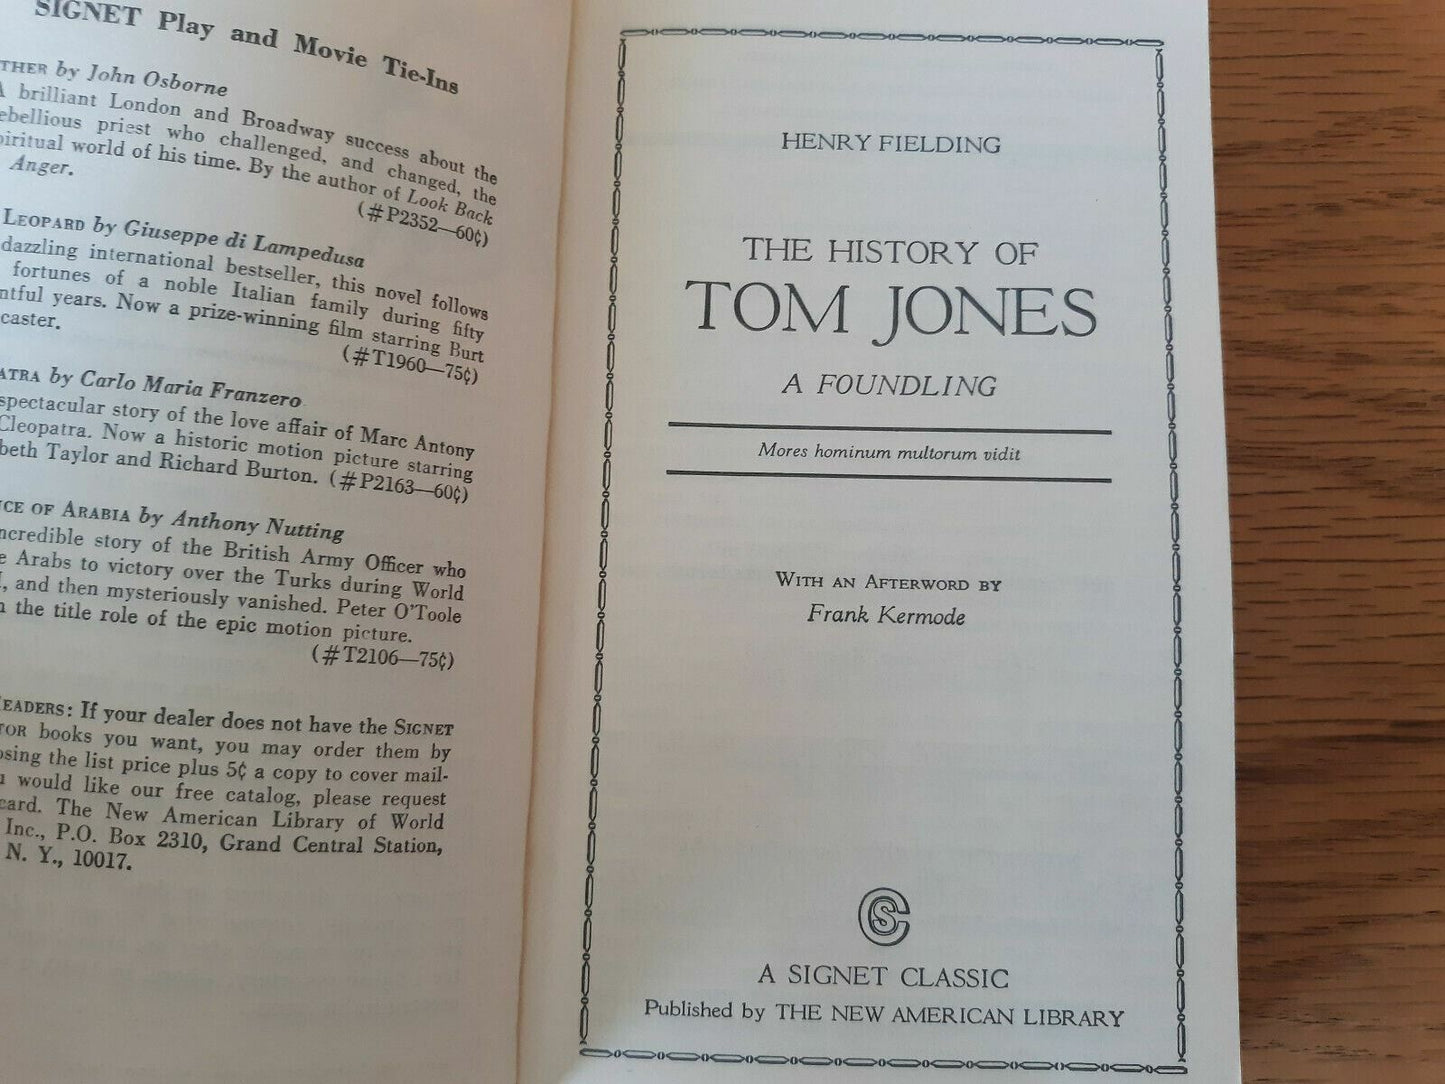 SIGNET Play and Movie Tie-Ins
THER by John Osborne
A brilliant London and Broadway success about the
ebellious priest who challenged, and changed, the
piritual world of his time. By the author of Look Back
Anger.
(#P2352—60¢)
LEOPARD by Giuseppe di Lampedusa
dazzling international bestseller, this novel follows
fortunes of a noble Italian family during fifty
ntful years. Now a prize-winning film starring Burt
caster.
(#T1960—75¢)
ATRA by Carlo Maria Franzero
spectacular story of the love affair of Marc Antony
Cleopatra. Now a historic motion picture starring
beth Taylor and Richard Burton. (#P2163—60¢)
CE OF ARABIA by Anthony Nutting
ncredible story of the British Army Officer who
e Arabs to victory over the Turks during World
, and then mysteriously vanished. Peter O'Toole
n the title role of the epic motion picture.
(#T2106—75¢)
EADERS: If your dealer does not have the SIGNET
TOR books you want, you may order them by
osing the list price plus 5¢ a copy to cover mail-
u would like our free catalog, please request
card. The New American Library of World
Inc., P.O. Box 2310, Grand Central Station,
N. Y., 10017.
HENRY FIELDING
THE HISTORY OF
TOM JONES
A FOUNDLING
Mores hominum multorum vidit
WITH AN AFTERWORD BY
Frank Kermode
CS
A SIGNET CLASSIC
Published by THE NEW AMERICAN LIBRARY